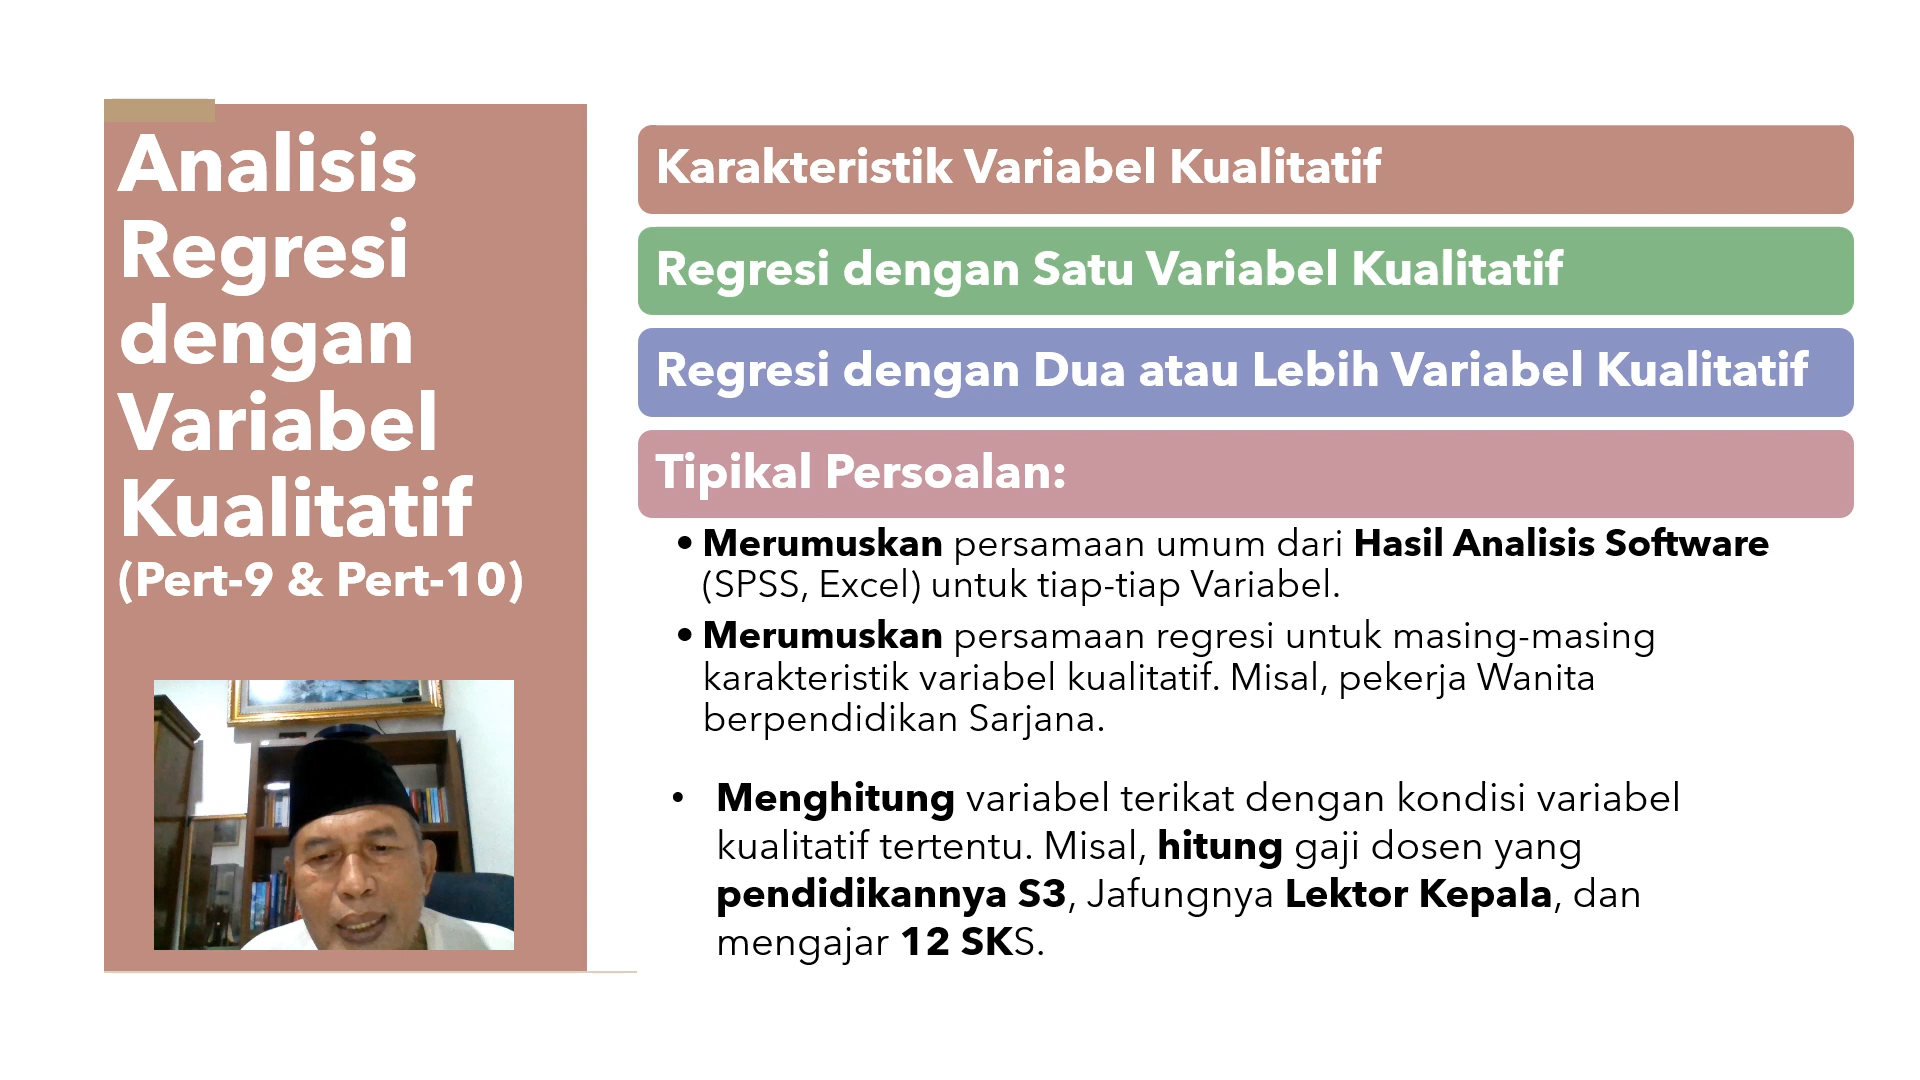 Analisis
Regresi
dengan
Variabel
Kualitatif
(Pert-9 & Pert-10)
Karakteristik Variabel Kualitatif
Regresi dengan Satu Variabel Kualitatif
Regresi dengan Dua atau Lebih Variabel Kualitatif
Tipikal Persoalan:
• Merumuskan persamaan umum dari Hasil Analisis Software
(SPSS, Excel) untuk tiap-tiap Variabel.
• Merumuskan persamaan regresi untuk masing-masing
karakteristik variabel kualitatif. Misal, pekerja Wanita
berpendidikan Sarjana.
• Menghitung variabel terikat dengan kondisi variabel
kualitatif tertentu. Misal, hitung gaji dosen yang
pendidikannya S3, Jafungnya Lektor Kepala, dan
mengajar 12 SKS.